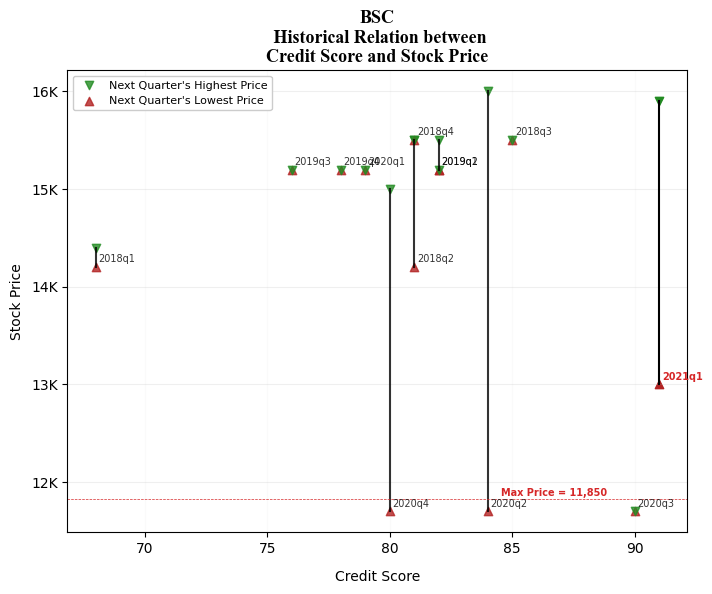 BSC
Historical Relation between
Credit Score and Stock Price
Next Quarter's Highest Price
Next Quarter's Lowest Price
16K
15K
14K
13K
12K
Stock Price
2018q4
2018q3
2019q3
2019q4
2020q1
2018q1
2018q2
2021q1
Max Price = 11,850
2020q4
2020q2
2020q3
70
75
80
85
90
Credit Score